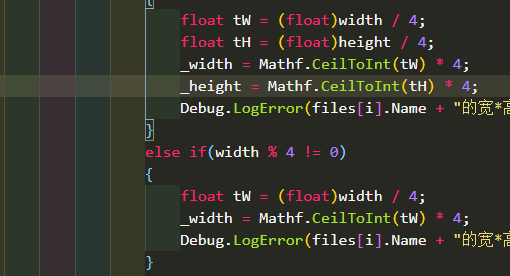 {
float tW = (float)width / 4;
float tH = (float)height / 4;
_width = Mathf.CeilToInt(tW) * 4;
_height = Mathf.CeilToInt(tH) * 4;
Debug.LogError(files[i].Name + "的宽*高
}
else if(width % 4 != 0)
{
float tW = (float)width / 4;
_width = Mathf.CeilToInt(tW) * 4;
Debug.LogError(files[i].Name + "的宽*高
}